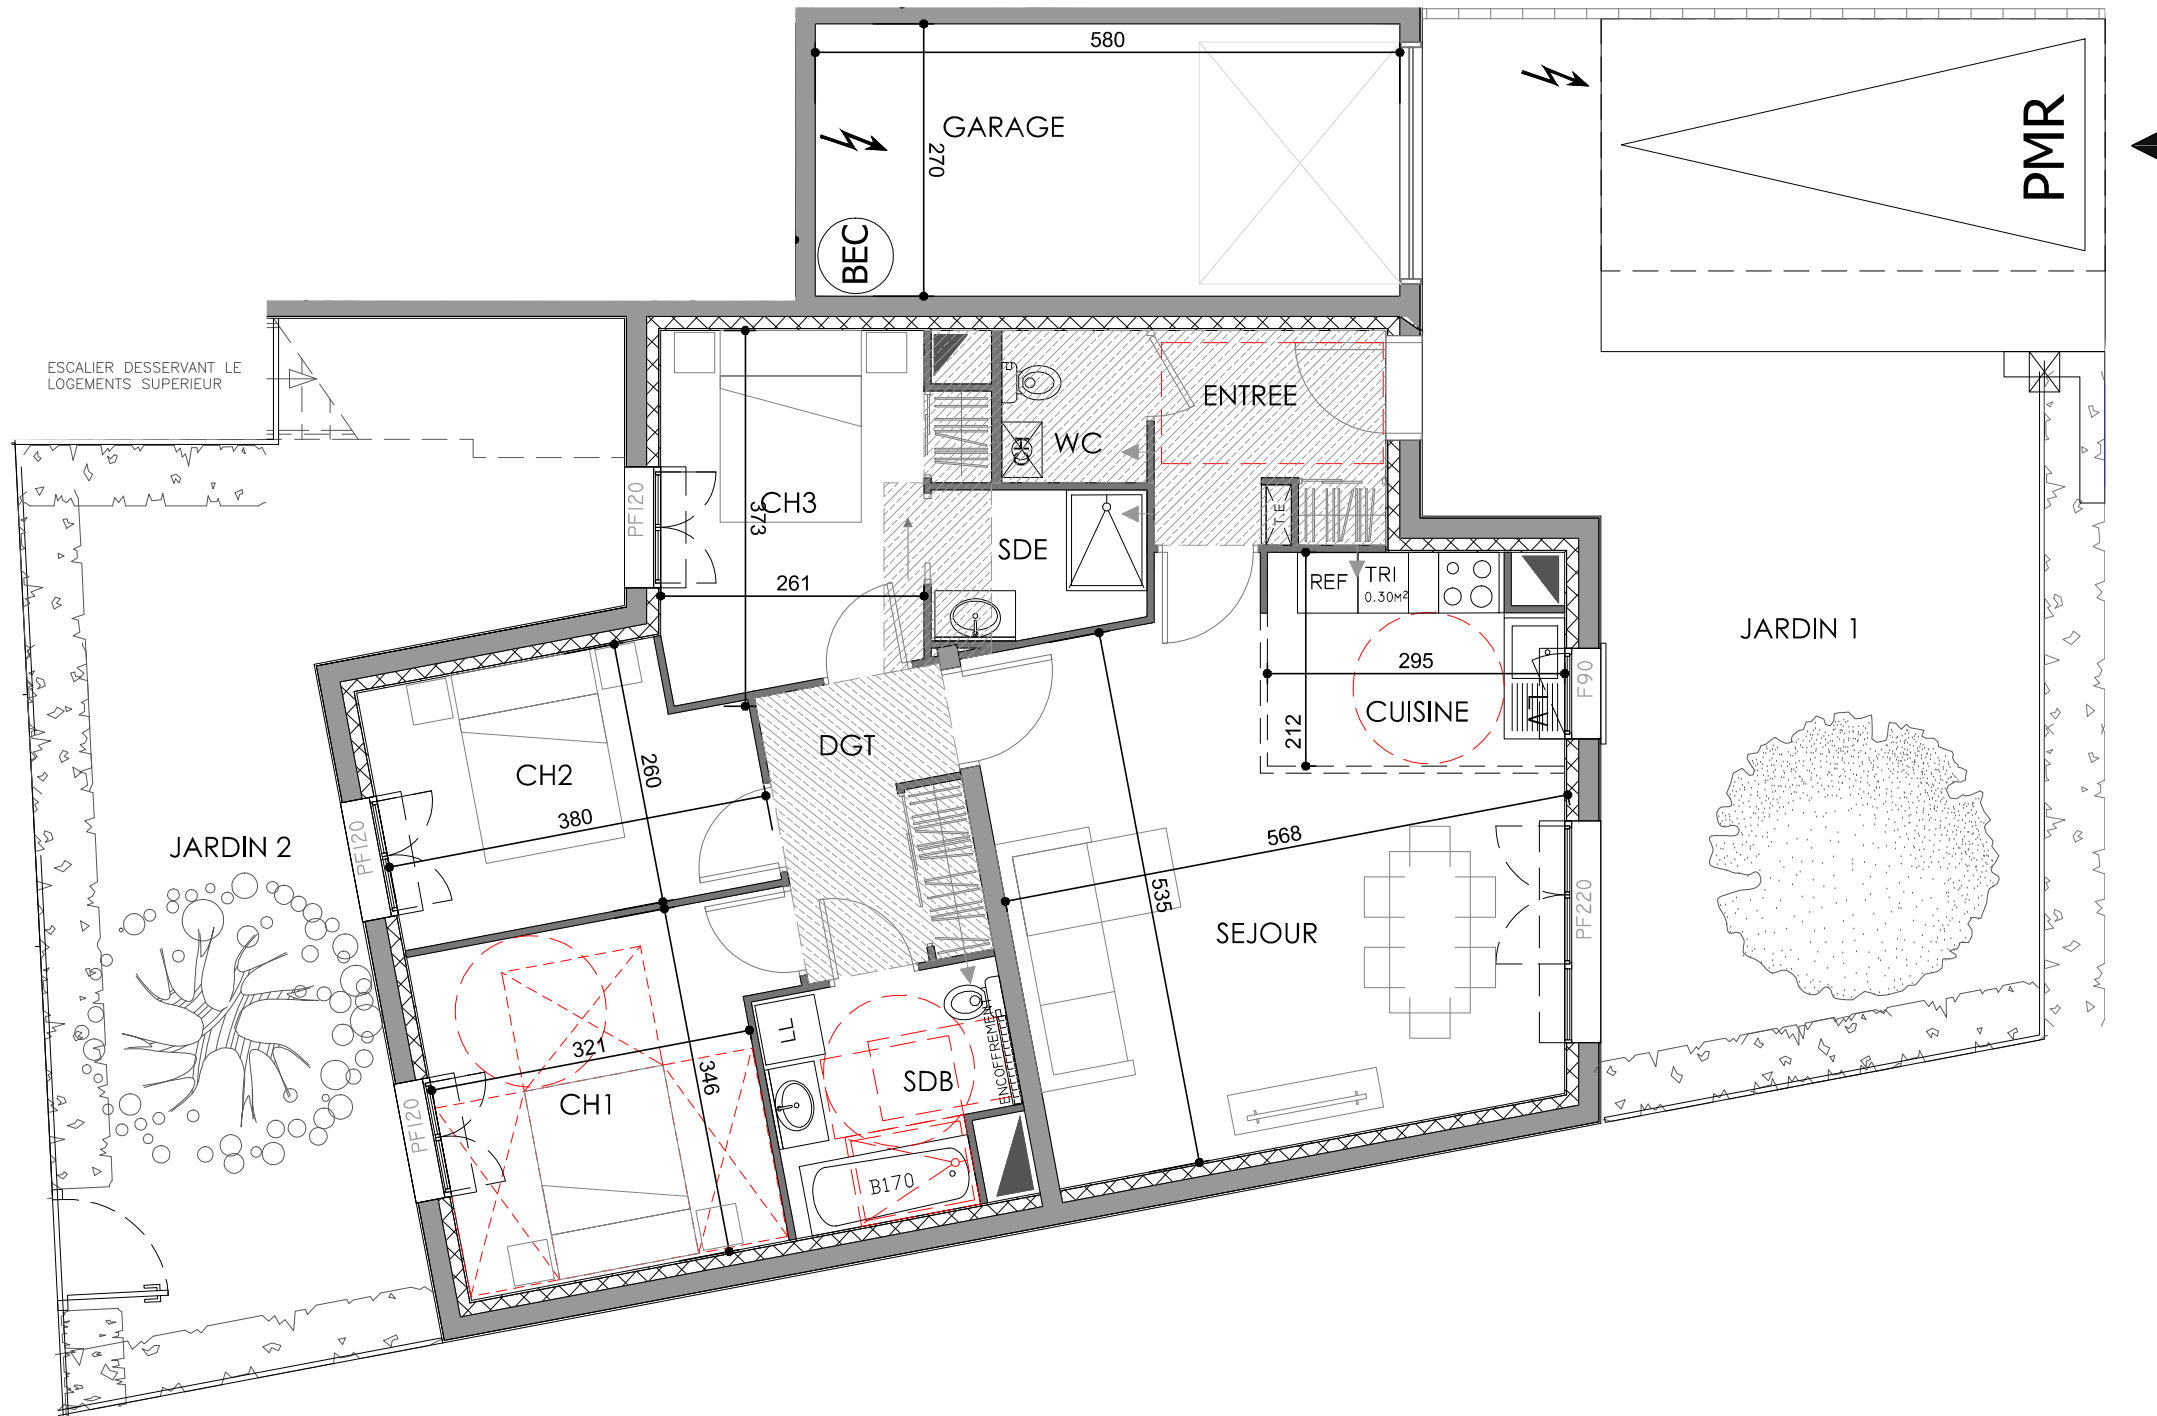 580
GARAGE
270
BEC
PMR
ESCALIER DESSERVANT LE
LOGEMENTS SUPERIEUR
ENTREE
WC
CH3
373
PF120
261
SDE
T.E
REF
TRI
0.30M²
JARDIN 1
295
F90
CUISINE
212
LV
DGT
CH2
260
380
PF120
JARDIN 2
568
535
SEJOUR
PF220
321
346
CH1
PF120
LL
SDB
ENCOFFREMENT
B170